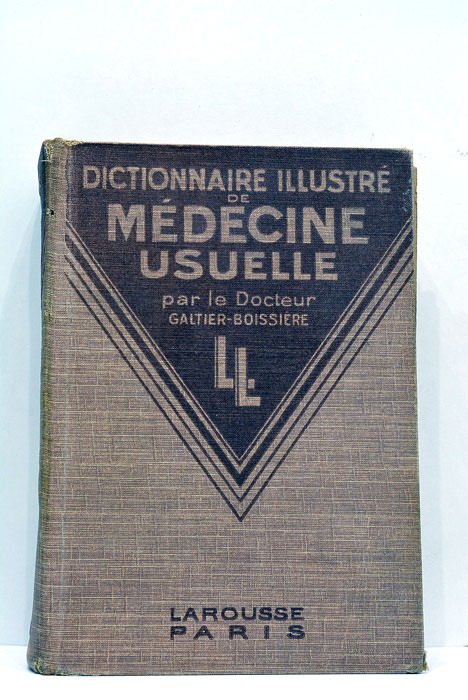 DICTIONNAIRE ILLUSTRÉ
DE
MÉDECINE
USUELLE
par le Docteur
GALTIER-BOISSIÈRE
LL
LAROUSSE
PARIS